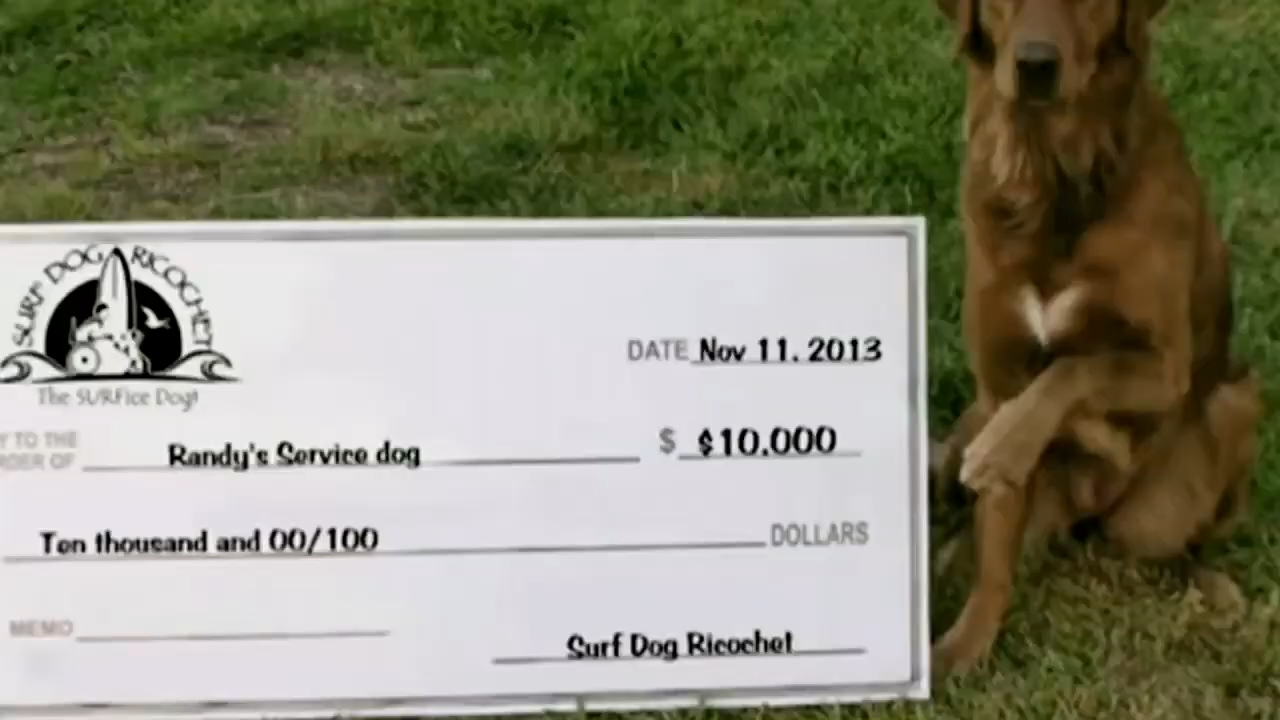 SURF DOG RICOCHET
The SURFice Dog!
DATE Nov 11, 2013
Y TO THE
RDER OF Randy's Service dog $ $10,000
Ten thousand and 00/100 DOLLARS
MEMO
Surf Dog Ricochet